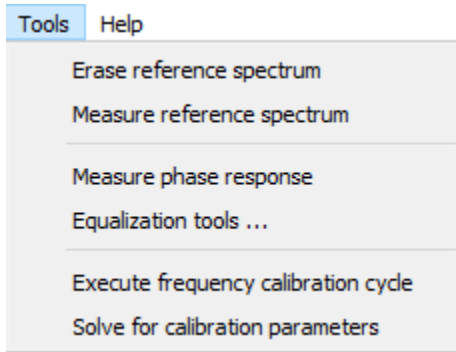 Tools Help
Erase reference spectrum
Measure reference spectrum
Measure phase response
Equalization tools ...
Execute frequency calibration cycle
Solve for calibration parameters